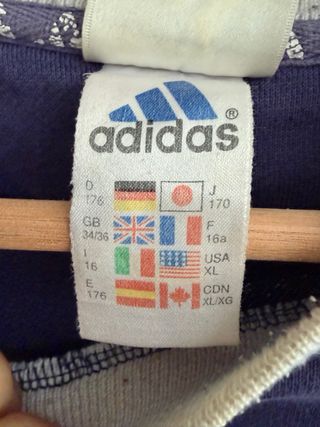 adidas®
D J
176 170
GB F
34/36 16a
I USA
16 XL
E CDN
176 XL/XG